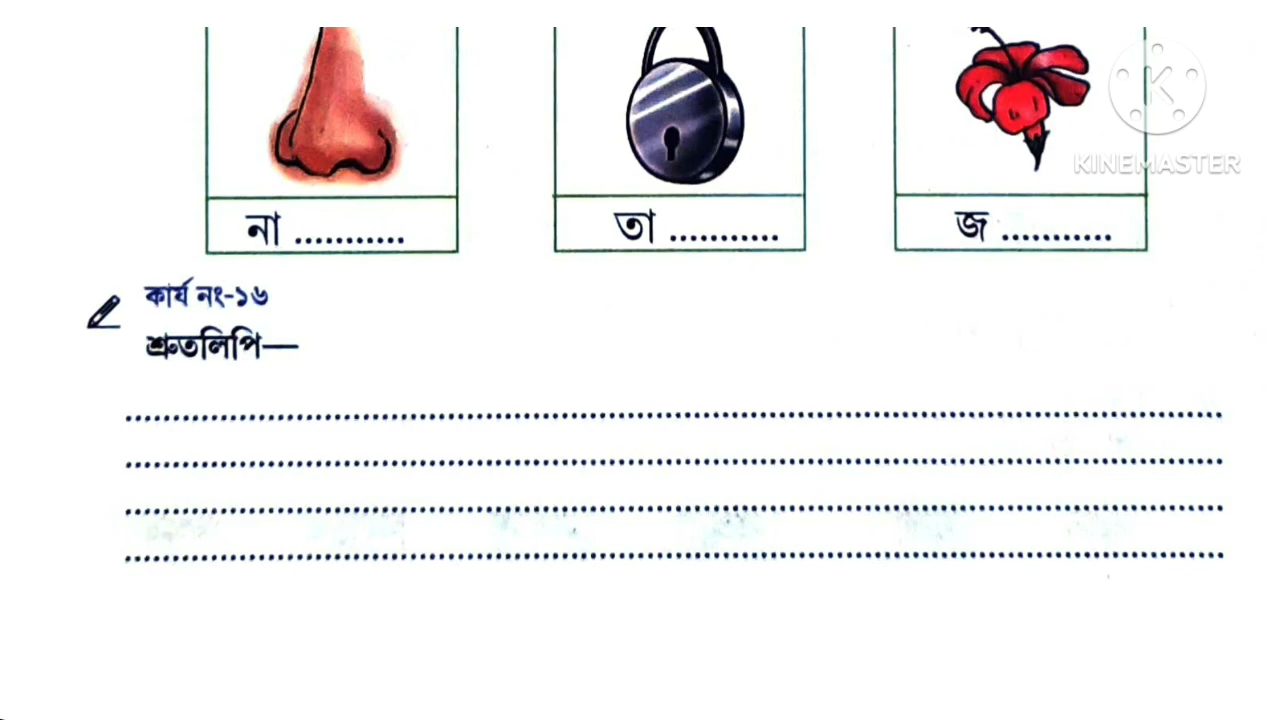 KINEMASTER
না ...........
তা ...........
জ ...........
কার্য নং-১৬
শ্রুতলিপি—